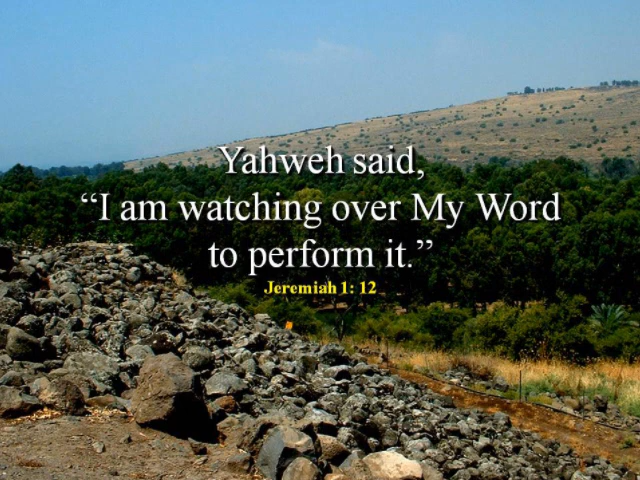 Yahweh said,
“I am watching over My Word
to perform it.”
Jeremiah 1: 12